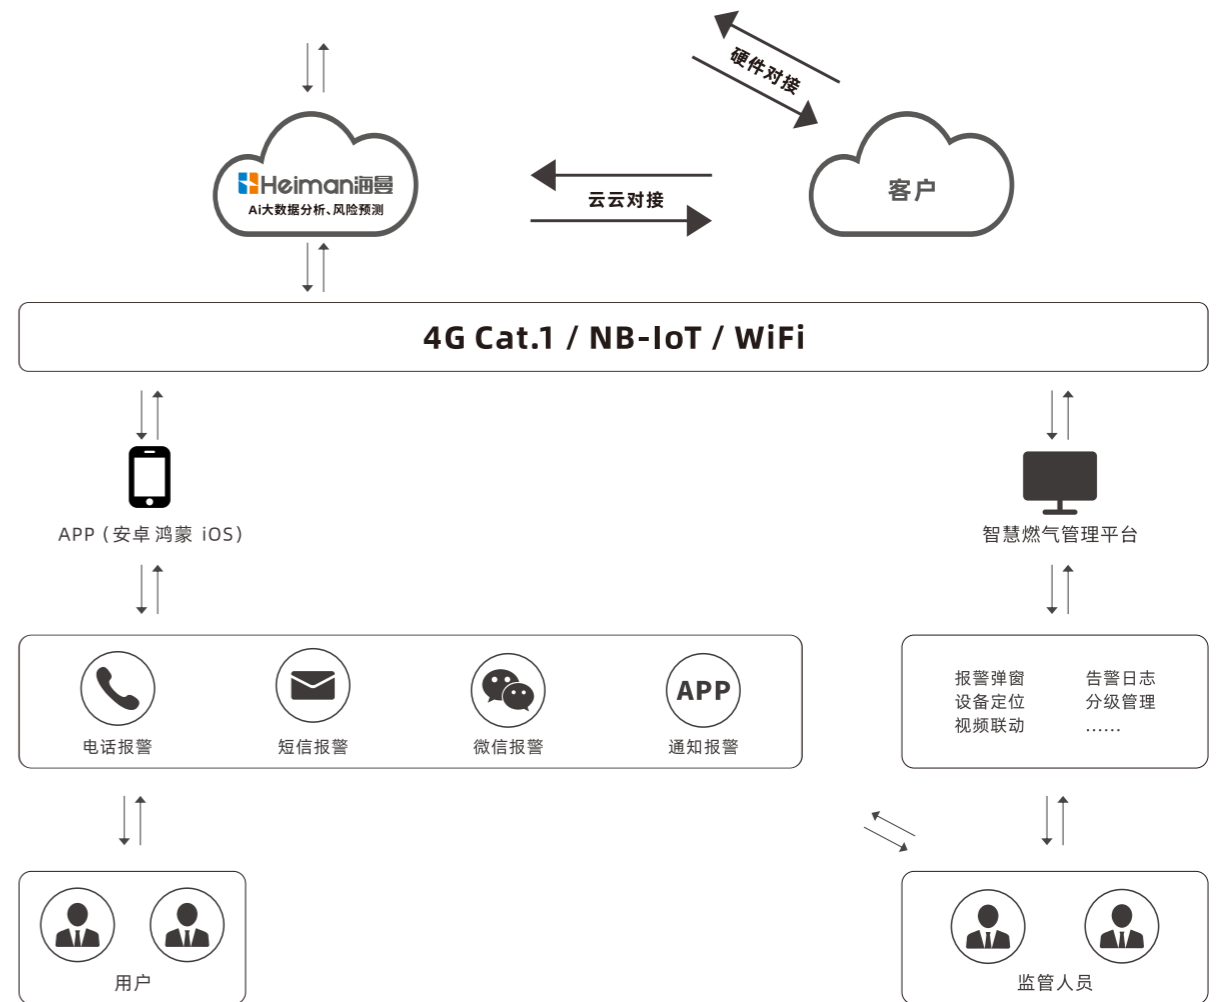 硬件对接
Heiman海曼
Ai大数据分析、风险预测
云云对接
客户
4G Cat.1 / NB-IoT / WiFi
APP (安卓 鸿蒙 iOS)
智慧燃气管理平台
APP
电话报警
短信报警
微信报警
通知报警
报警弹窗
告警日志
设备定位
分级管理
视频联动
......
用户
监管人员